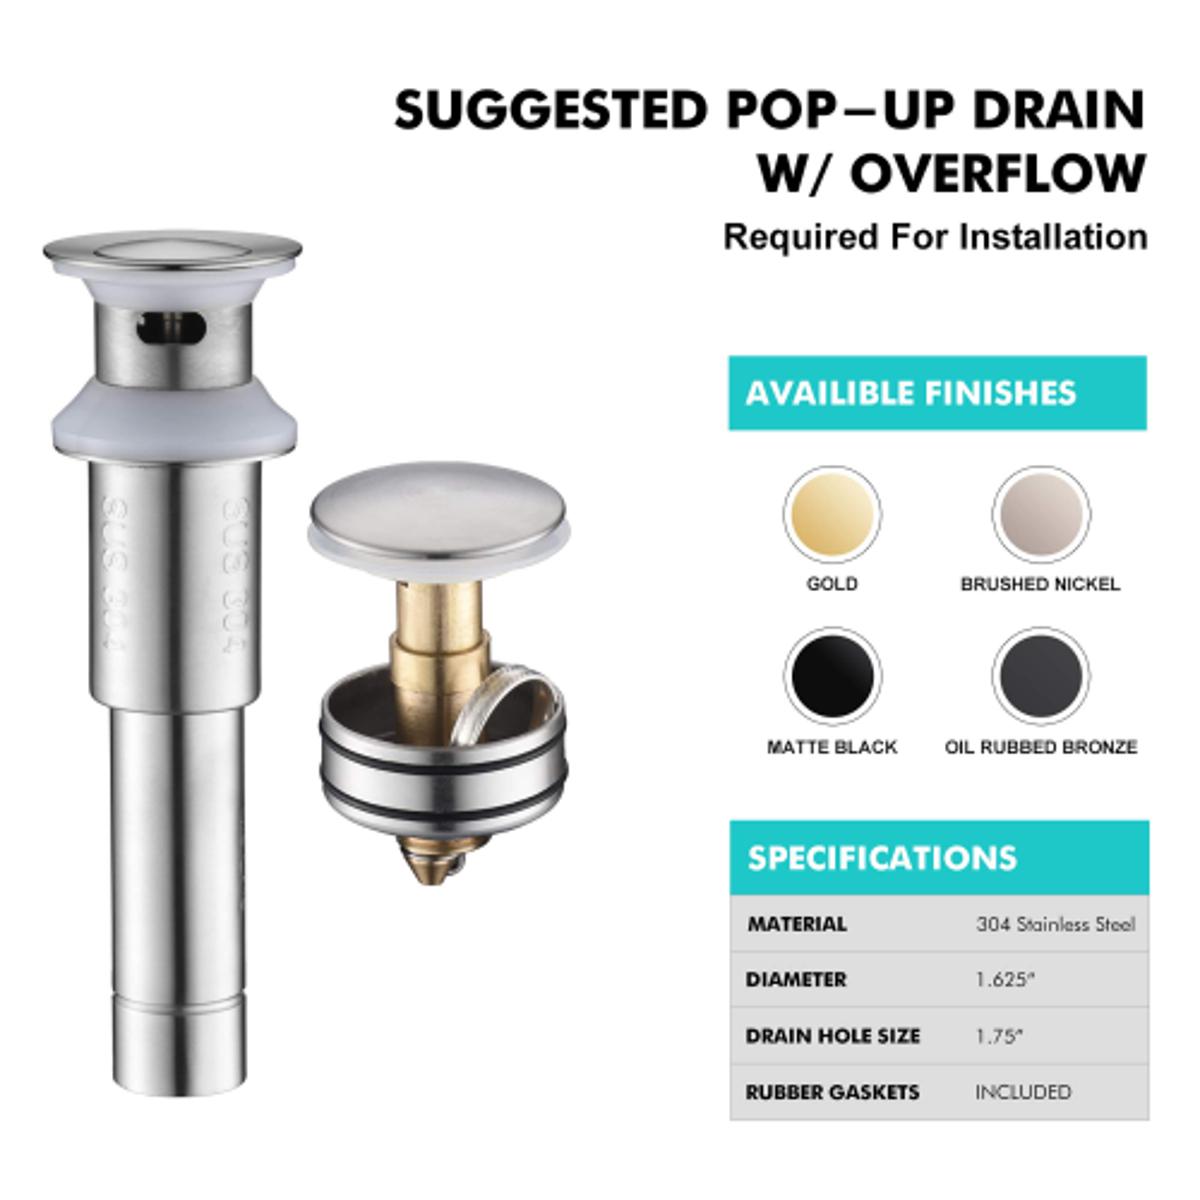 SUGGESTED POP–UP DRAIN
W/ OVERFLOW
Required For Installation
AVAILIBLE FINISHES
GOLD
BRUSHED NICKEL
MATTE BLACK
OIL RUBBED BRONZE
SUS 304
SUS 304
SPECIFICATIONS
MATERIAL 304 Stainless Steel
DIAMETER 1.625"
DRAIN HOLE SIZE 1.75"
RUBBER GASKETS INCLUDED